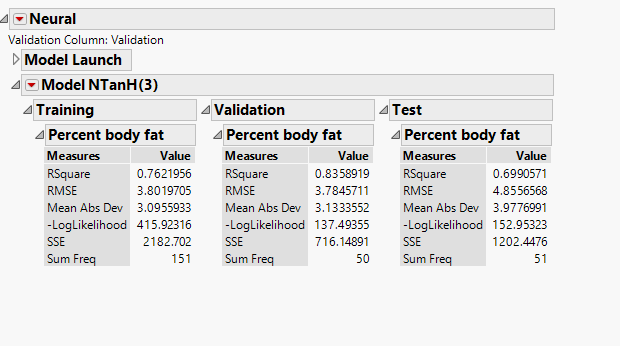 Neural
Validation Column: Validation
Model Launch
Model NTanH(3)
Training Validation Test
Percent body fat Percent body fat Percent body fat
Measures Value Measures Value Measures Value
RSquare 0.7621956 RSquare 0.8358919 RSquare 0.6990571
RMSE 3.8019705 RMSE 3.7845711 RMSE 4.8556568
Mean Abs Dev 3.0955933 Mean Abs Dev 3.1333552 Mean Abs Dev 3.9776991
-LogLikelihood 415.92316 -LogLikelihood 137.49355 -LogLikelihood 152.95323
SSE 2182.702 SSE 716.14891 SSE 1202.4476
Sum Freq 151 Sum Freq 50 Sum Freq 51